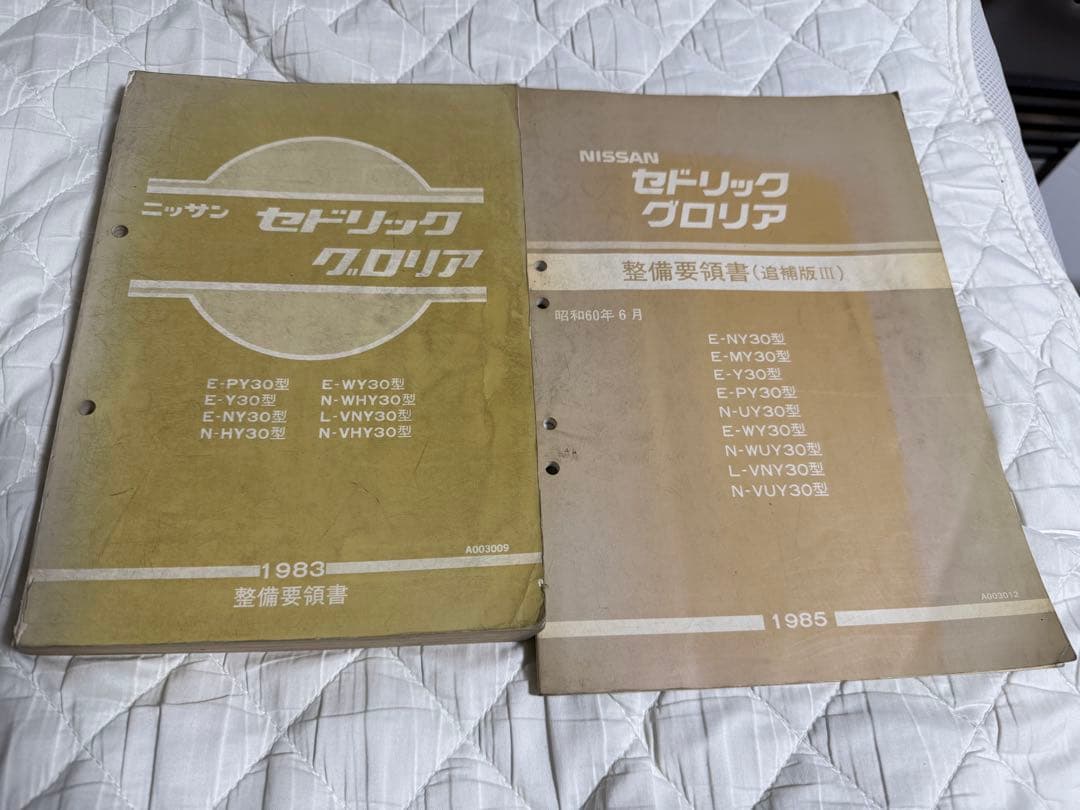 ニッサン セドリック
グロリア
E-PY30型 E-WY30型
E-Y30型 N-WHY30型
E-NY30型 L-VNY30型
N-HY30型 N-VHY30型
A003009
1983
整備要領書
NISSAN
セドリック
グロリア
整備要領書(追補版III)
昭和60年6月
E-NY30型
E-MY30型
E-Y30型
E-PY30型
N-UY30型
E-WY30型
N-WUY30型
L-VNY30型
N-VUY30型
A003012
1985